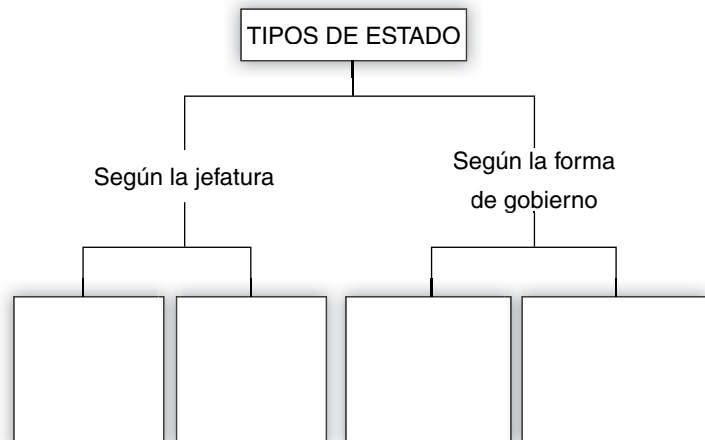 TIPOS DE ESTADO
Según la jefatura
Según la forma
de gobierno